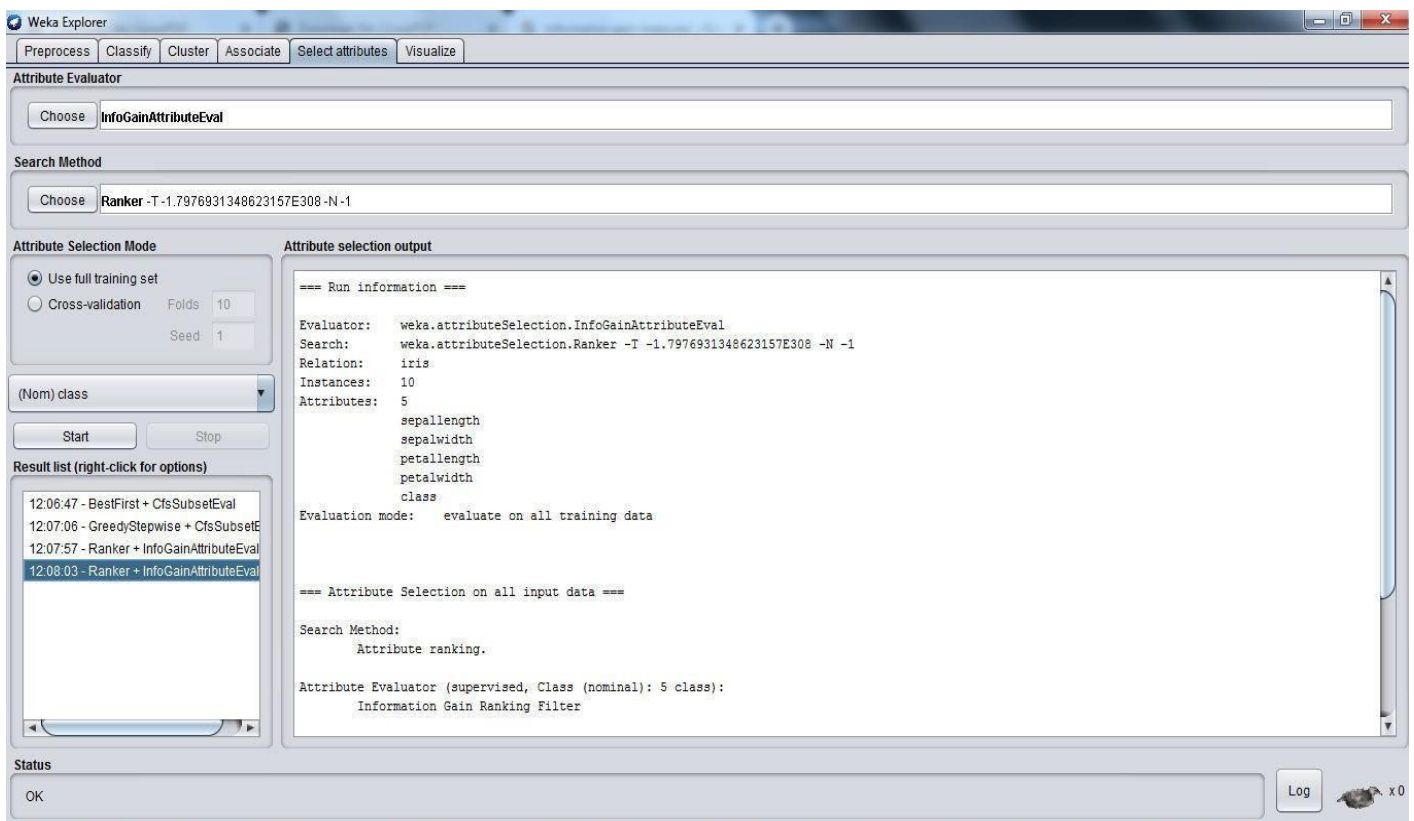 Weka Explorer
Preprocess Classify Cluster Associate Select attributes Visualize
Attribute Evaluator
Choose InfoGainAttributeEval
Search Method
Choose Ranker -T -1.7976931348623157E308 -N -1
Attribute Selection Mode
Use full training set
Cross-validation Folds 10
Seed 1
(Nom) class
Start Stop
Result list (right-click for options)
12:06:47 - BestFirst + CfsSubsetEval
12:07:06 - GreedyStepwise + CfsSubsetE
12:07:57 - Ranker + InfoGainAttributeEval
12:08:03 - Ranker + InfoGainAttributeEval
Attribute selection output
=== Run information ===
Evaluator: weka.attributeSelection.InfoGainAttributeEval
Search: weka.attributeSelection.Ranker -T -1.7976931348623157E308 -N -1
Relation: iris
Instances: 10
Attributes: 5
sepallength
sepalwidth
petallength
petalwidth
class
Evaluation mode: evaluate on all training data
=== Attribute Selection on all input data ===
Search Method:
Attribute ranking.
Attribute Evaluator (supervised, Class (nominal): 5 class):
Information Gain Ranking Filter
Status
OK
Log x 0